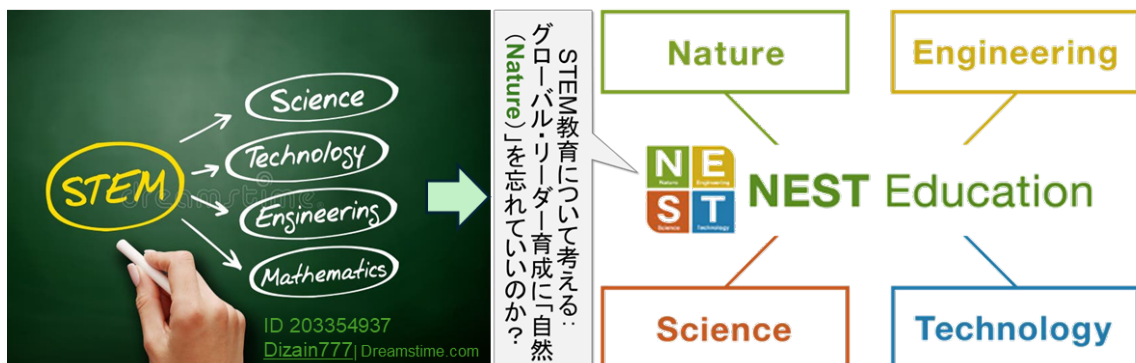 STEM
Science
Technology
Engineering
Mathematics
dreamstime
ID 203354937
Dizain777| Dreamstime.com
STEM教育について考える：
グローバル・リーダー育成に「自然
（Nature）」を忘れていいのか？
Nature
Engineering
N E
Nature Engineering
S T
Science Technology
NEST Education
Science
Technology